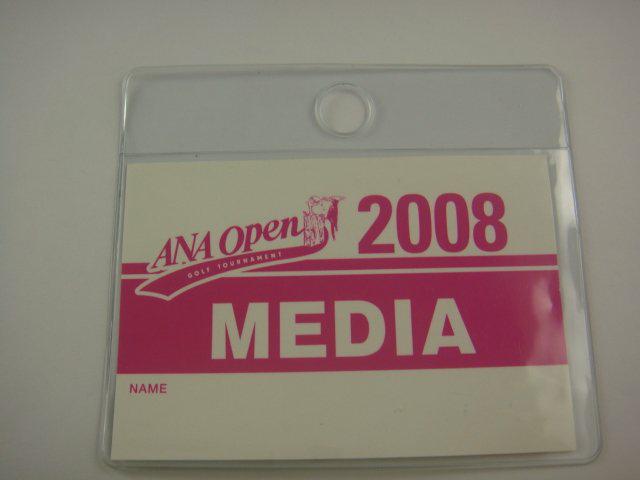 ANA Open 2008
GOLF TOURNAMENT
MEDIA
NAME